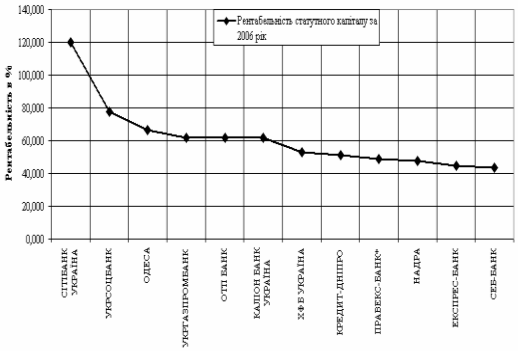 Рентабельність статутного капіталу за
2006 рік
Рентабельність в %
140,000
120,000
100,000
80,000
60,000
40,000
20,000
0,000
СІТІБАНК
УКРАЇНА
УКРСОЦБАНК
ОДЕСА
УКРГАЗПРОМБАНК
ОТП БАНК
КАЛІОН БАНК
УКРАЇНА
ХФБ УКРАЇНА
КРЕДИТ-ДНІПРО
ПРАВЕКС-БАНК*
НАДРА
ЕКСПРЕС-БАНК
СЕБ-БАНК